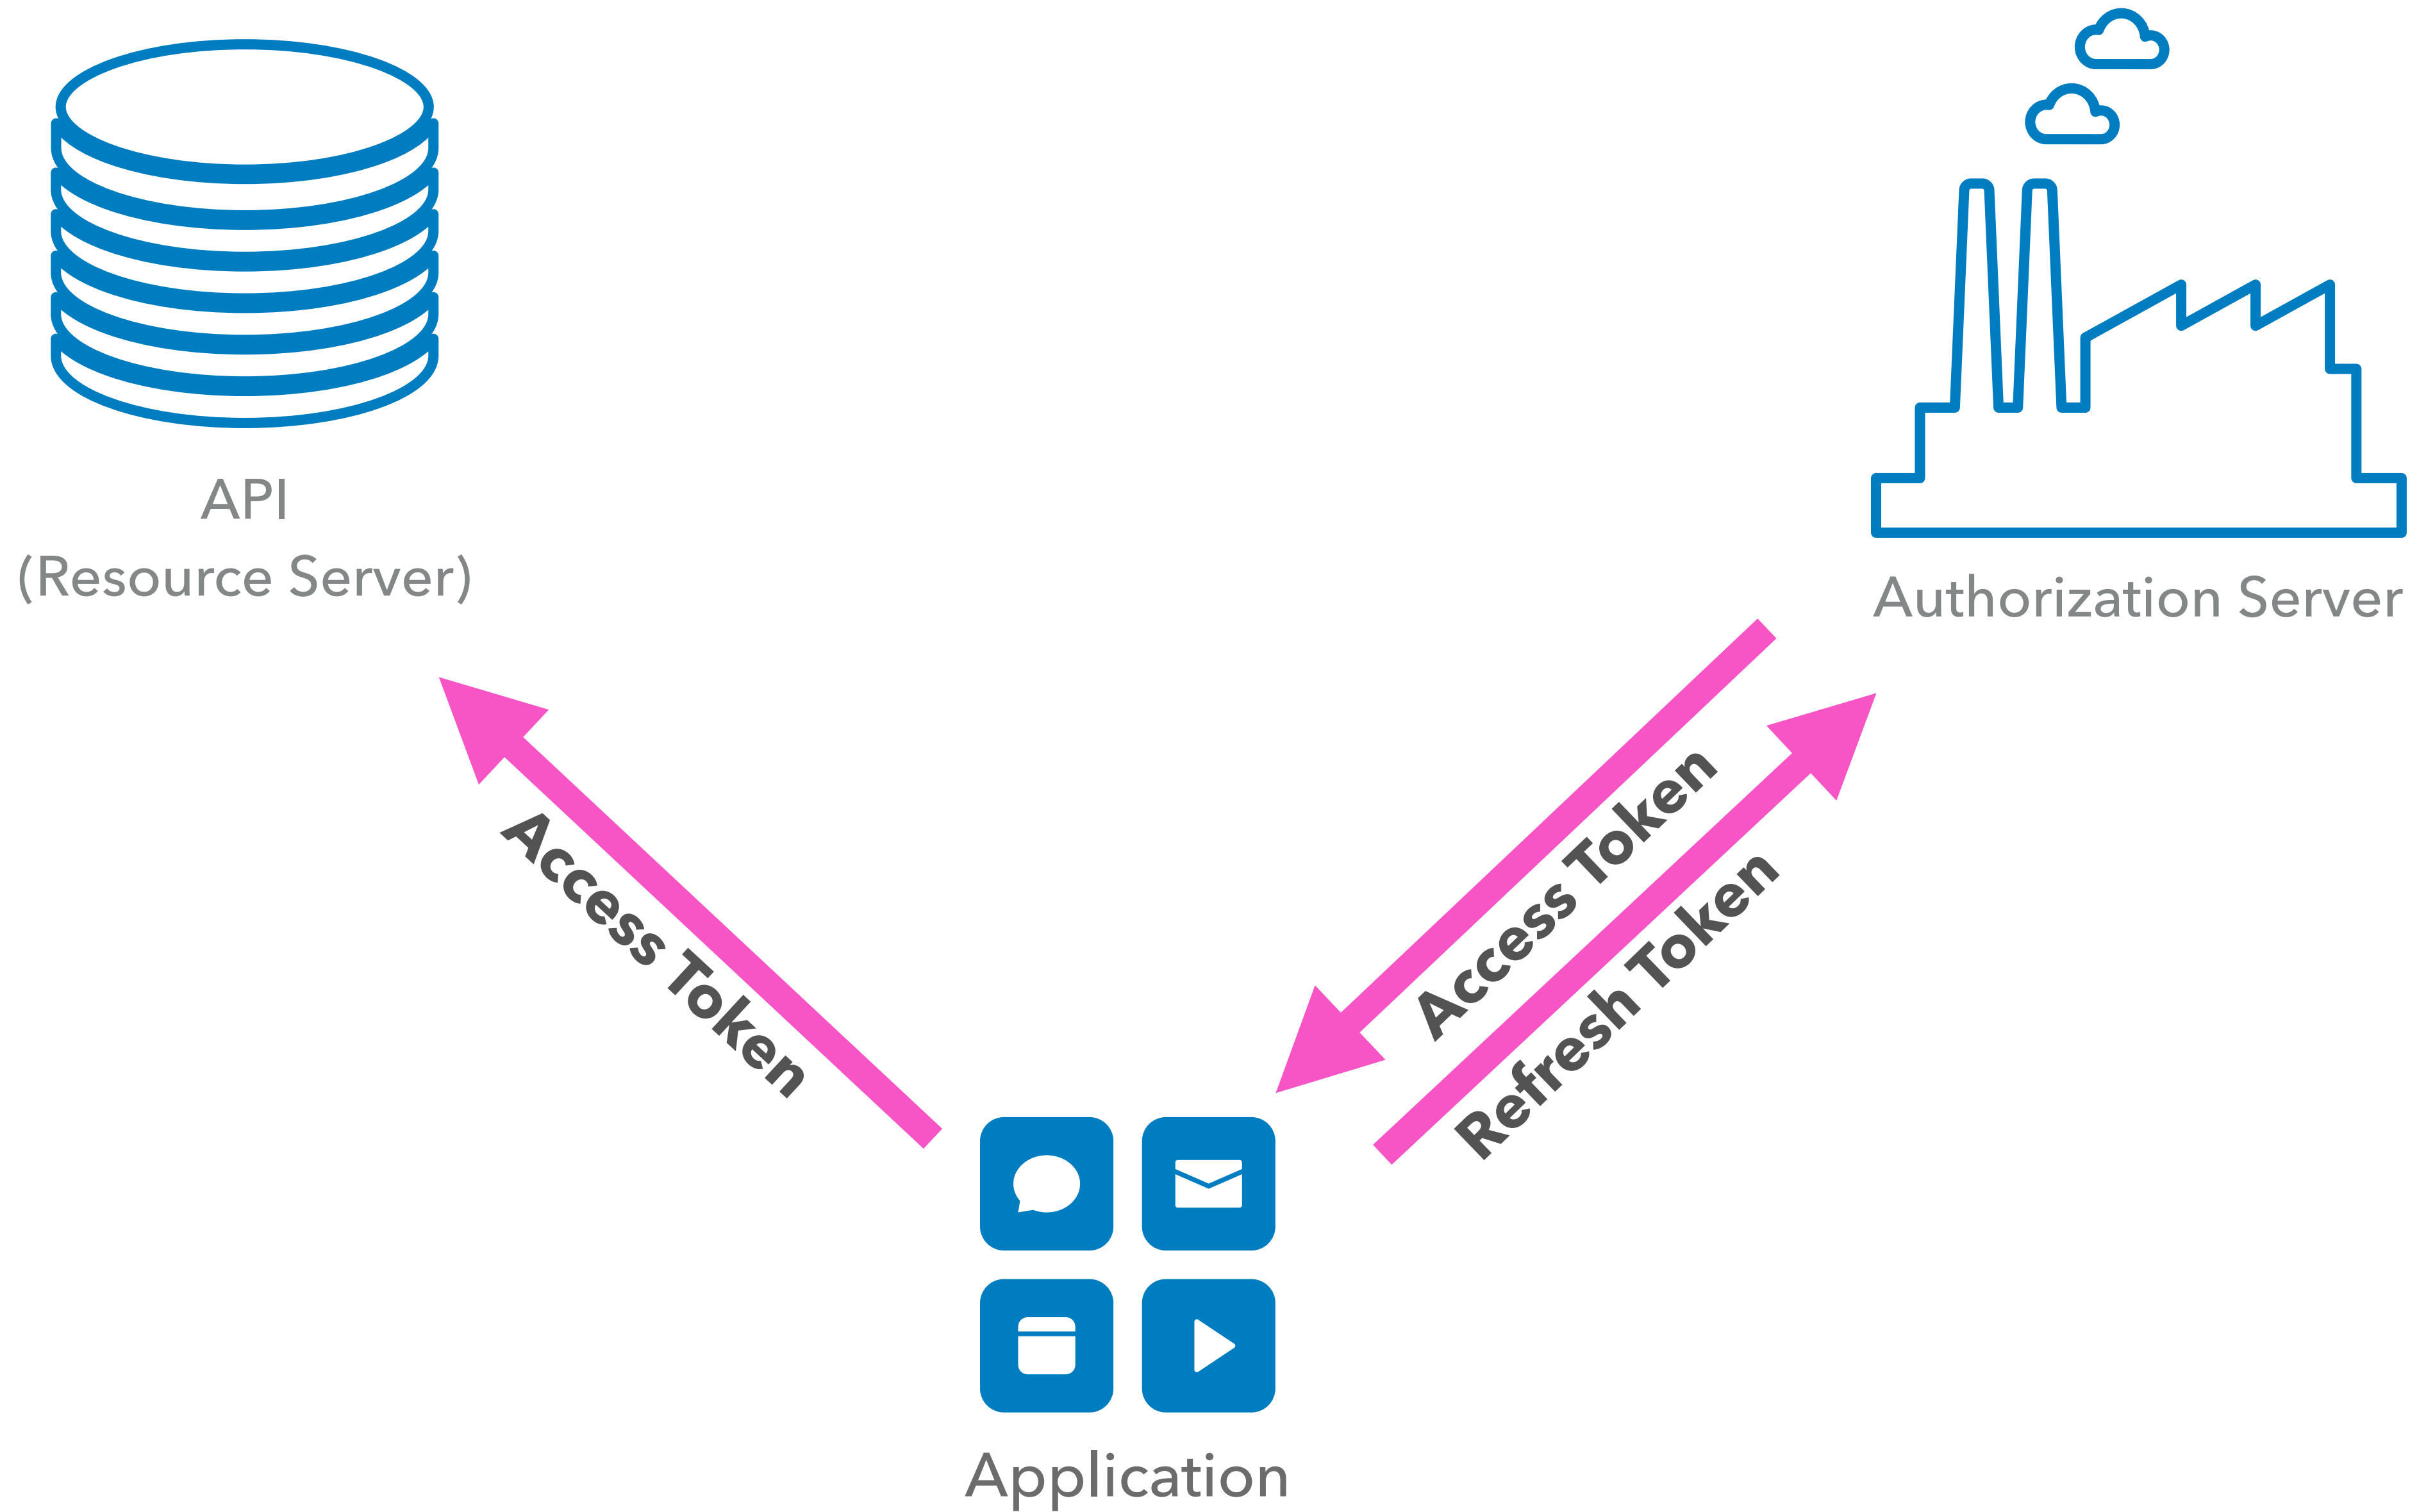 API
(Resource Server)
Authorization Server
Access Token
Access Token
Refresh Token
Application